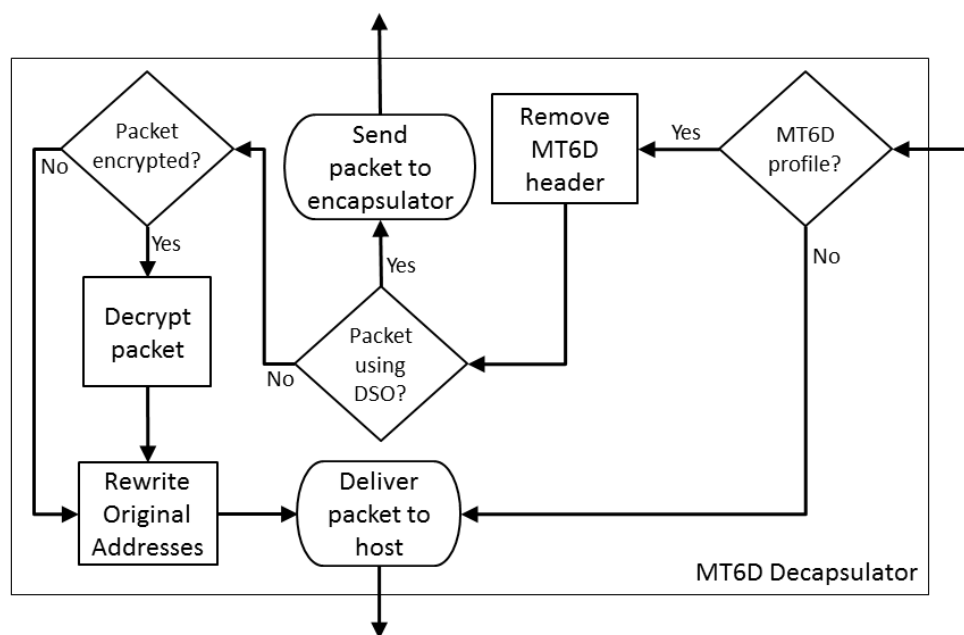 Packet
encrypted?
No
Yes
Decrypt
packet
Rewrite
Original
Addresses
Send
packet to
encapsulator
Yes
Packet
using
DSO?
No
Deliver
packet to
host
Remove
MT6D
header
Yes
MT6D
profile?
No
MT6D Decapsulator